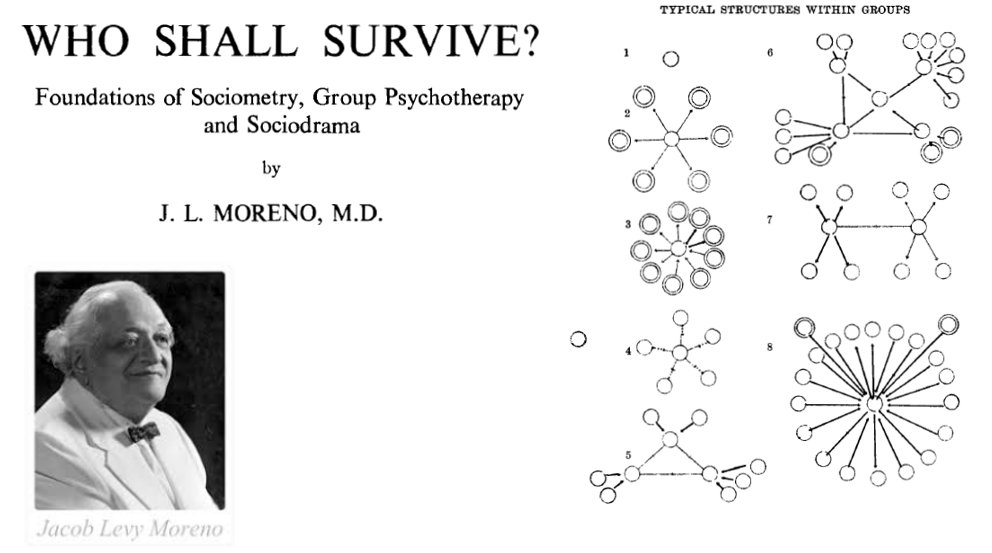 WHO SHALL SURVIVE?
Foundations of Sociometry, Group Psychotherapy
and Sociodrama
by
J. L. MORENO, M.D.
Jacob Levy Moreno
TYPICAL STRUCTURES WITHIN GROUPS
1
2
3
4
5
6
7
8